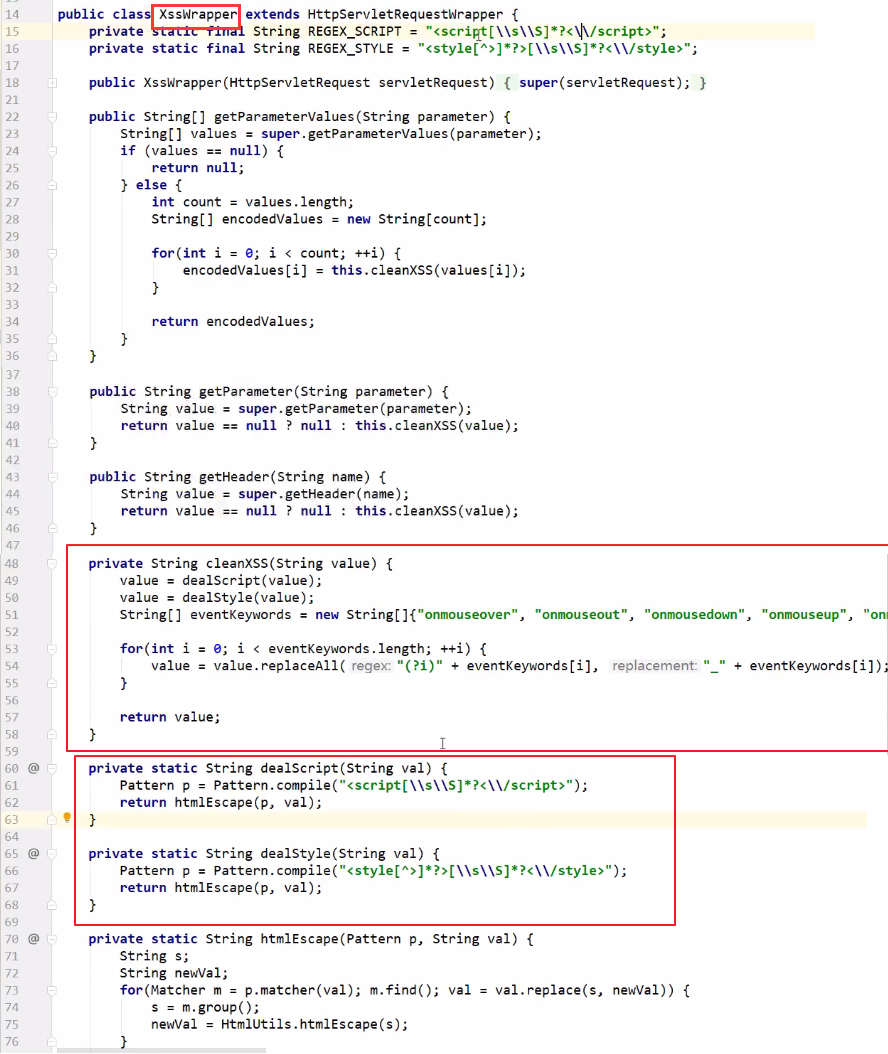 14 public class XssWrapper extends HttpServletRequestWrapper {
15 private static final String REGEX_SCRIPT = "<script[\\s\\S]*?<\\/script>";
16 private static final String REGEX_STYLE = "<style[^>]*?>[\\s\\S]*?<\\/style>";
17
18 public XssWrapper(HttpServletRequest servletRequest) { super(servletRequest); }
21
22 public String[] getParameterValues(String parameter) {
23 String[] values = super.getParameterValues(parameter);
24 if (values == null) {
25 return null;
26 } else {
27 int count = values.length;
28 String[] encodedValues = new String[count];
29
30 for(int i = 0; i < count; ++i) {
31 encodedValues[i] = this.cleanXSS(values[i]);
32 }
33
34 return encodedValues;
35 }
36 }
37
38 public String getParameter(String parameter) {
39 String value = super.getParameter(parameter);
40 return value == null ? null : this.cleanXSS(value);
41 }
42
43 public String getHeader(String name) {
44 String value = super.getHeader(name);
45 return value == null ? null : this.cleanXSS(value);
46 }
47
48 private String cleanXSS(String value) {
49 value = dealScript(value);
50 value = dealStyle(value);
51 String[] eventKeywords = new String[]{"onmouseover", "onmouseout", "onmousedown", "onmouseup", "on
52
53 for(int i = 0; i < eventKeywords.length; ++i) {
54 value = value.replaceAll( regex: "(?i)" + eventKeywords[i], replacement: "_" + eventKeywords[i]);
55 }
56
57 return value;
58 }
59
60 @ private static String dealScript(String val) {
61 Pattern p = Pattern.compile("<script[\\s\\S]*?<\\/script>");
62 return htmlEscape(p, val);
63 }
64
65 @ private static String dealStyle(String val) {
66 Pattern p = Pattern.compile("<style[^>]*?>[\\s\\S]*?<\\/style>");
67 return htmlEscape(p, val);
68 }
69
70 @ private static String htmlEscape(Pattern p, String val) {
71 String s;
72 String newVal;
73 for(Matcher m = p.matcher(val); m.find(); val = val.replace(s, newVal)) {
74 s = m.group();
75 newVal = HtmlUtils.htmlEscape(s);
76 }